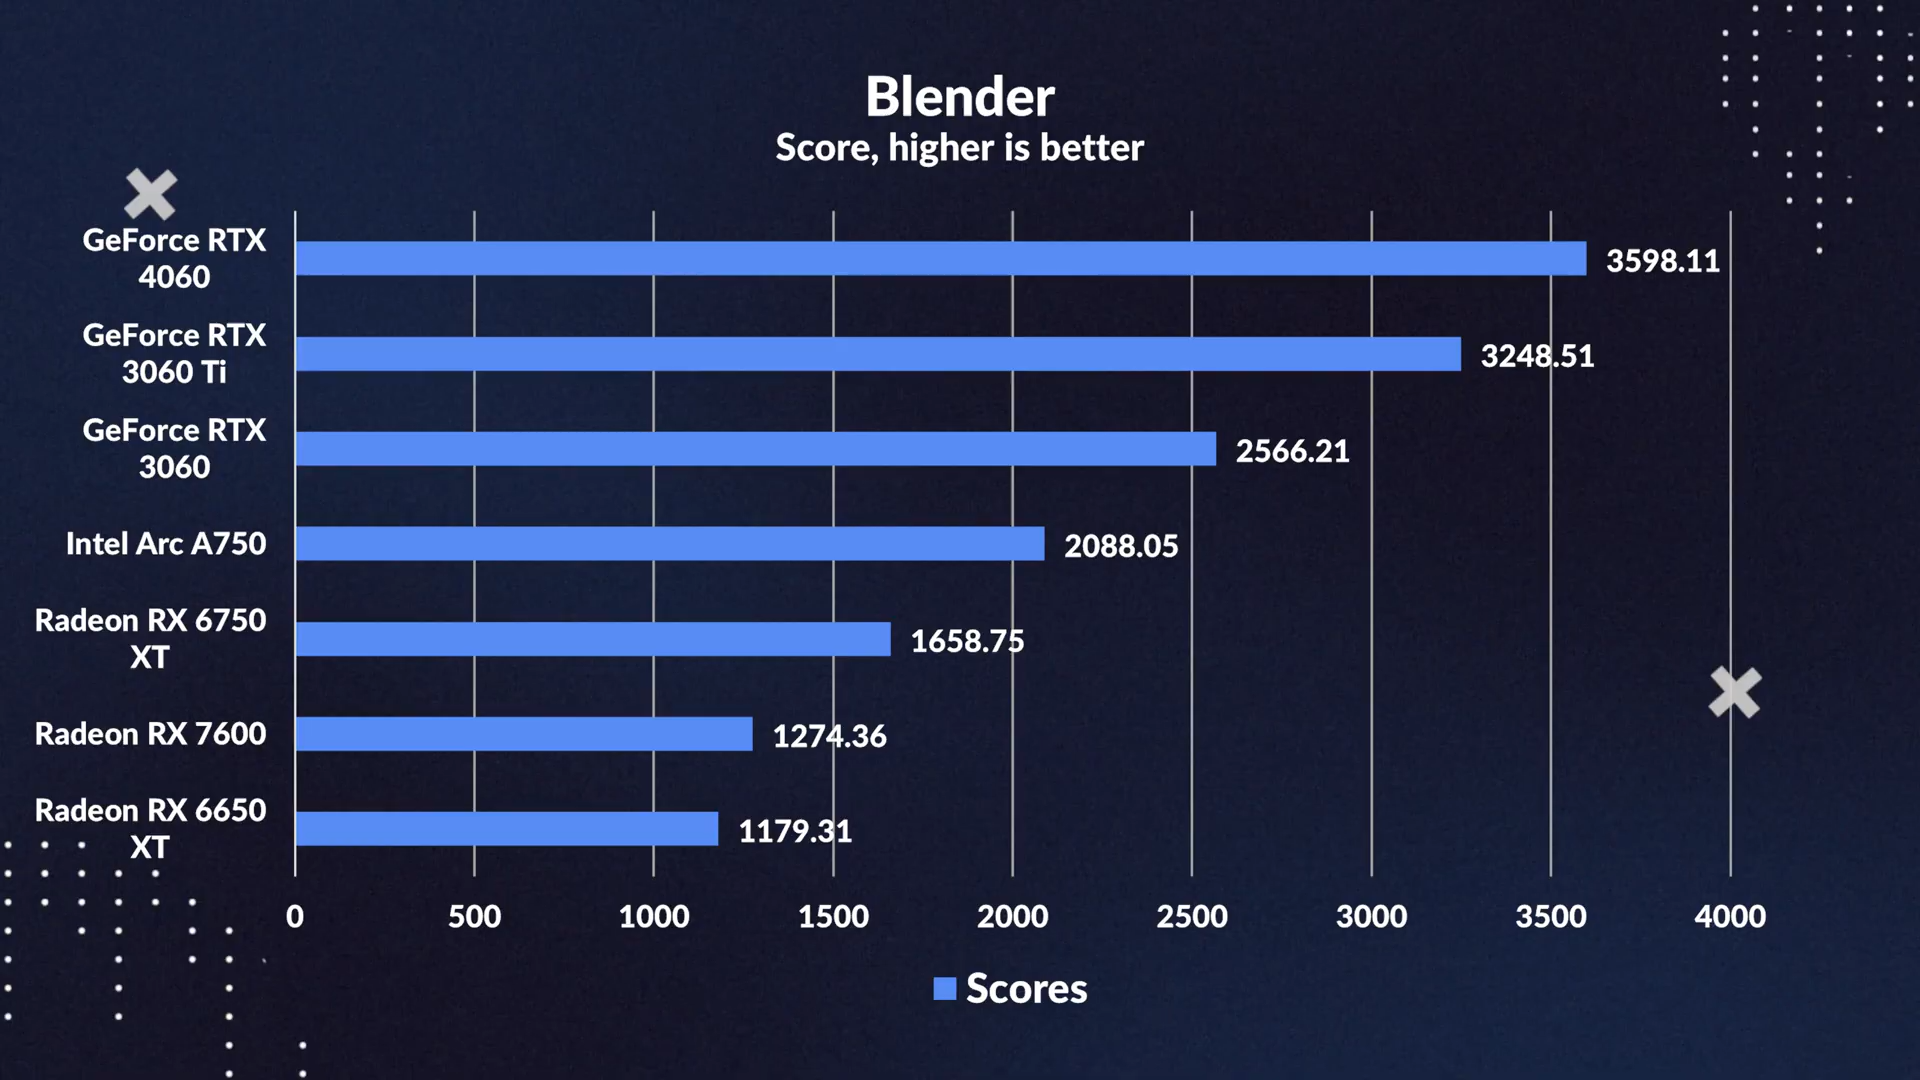 Blender
Score, higher is better
GeForce RTX
4060
3598.11
GeForce RTX
3060 Ti
3248.51
GeForce RTX
3060
2566.21
Intel Arc A750
2088.05
Radeon RX 6750
XT
1658.75
Radeon RX 7600
1274.36
Radeon RX 6650
XT
1179.31
0 500 1000 1500 2000 2500 3000 3500 4000
Scores